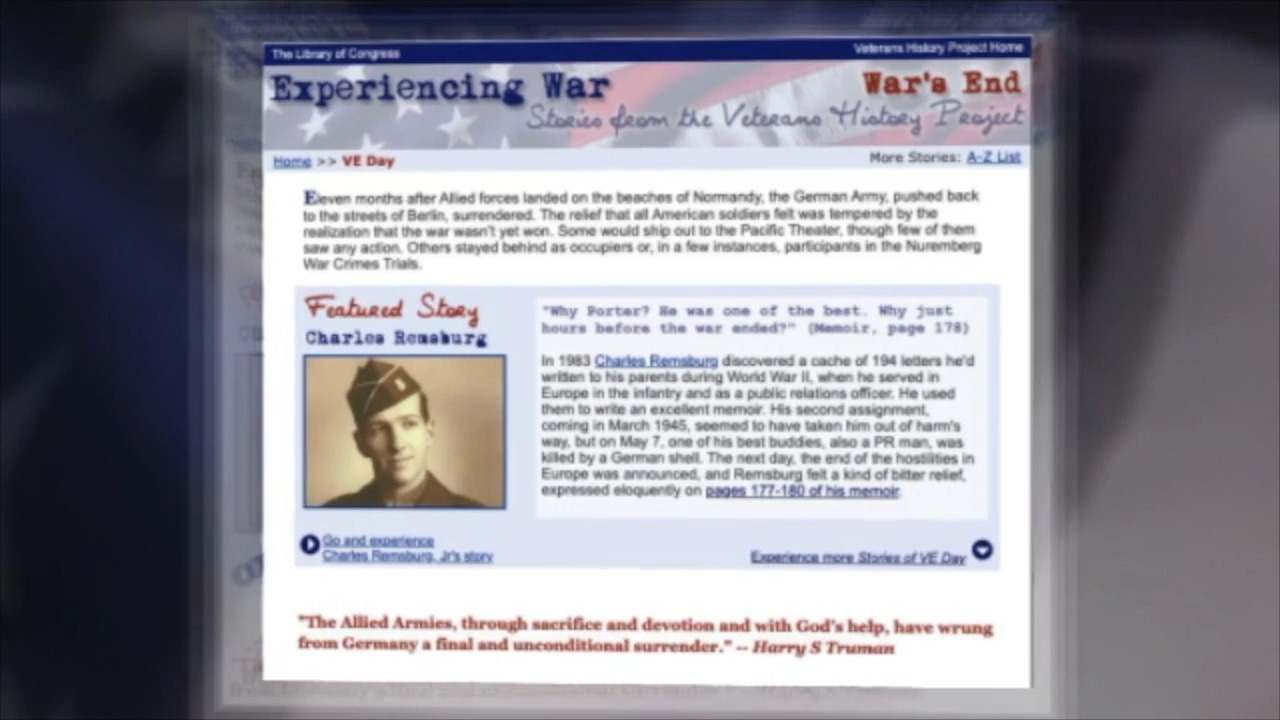 The Library of Congress
Veterans History Project Home
Experiencing War
War's End
Stories from the Veterans History Project
Home >> VE Day
More Stories: A-Z List
Eleven months after Allied forces landed on the beaches of Normandy, the German Army, pushed back
to the streets of Berlin, surrendered. The relief that all American soldiers felt was tempered by the
realization that the war wasn't yet won. Some would ship out to the Pacific Theater, though few of them
saw any action. Others stayed behind as occupiers or, in a few instances, participants in the Nuremberg
War Crimes Trials.
Featured Story
Charles Remsburg
"Why Porter? He was one of the best. Why just
hours before the war ended?" (Memoir, page 178)
In 1983 Charles Remsburg discovered a cache of 194 letters he'd
written to his parents during World War II, when he served in
Europe in the infantry and as a public relations officer. He used
them to write an excellent memoir. His second assignment,
coming in March 1945, seemed to have taken him out of harm's
way, but on May 7, one of his best buddies, also a PR man, was
killed by a German shell. The next day, the end of the hostilities in
Europe was announced, and Remsburg felt a kind of bitter relief,
expressed eloquently on pages 177-180 of his memoir.
Go and experience
Charles Remsburg, Jr's story
Experience more Stories of VE Day
"The Allied Armies, through sacrifice and devotion and with God's help, have wrung
from Germany a final and unconditional surrender." -- Harry S Truman